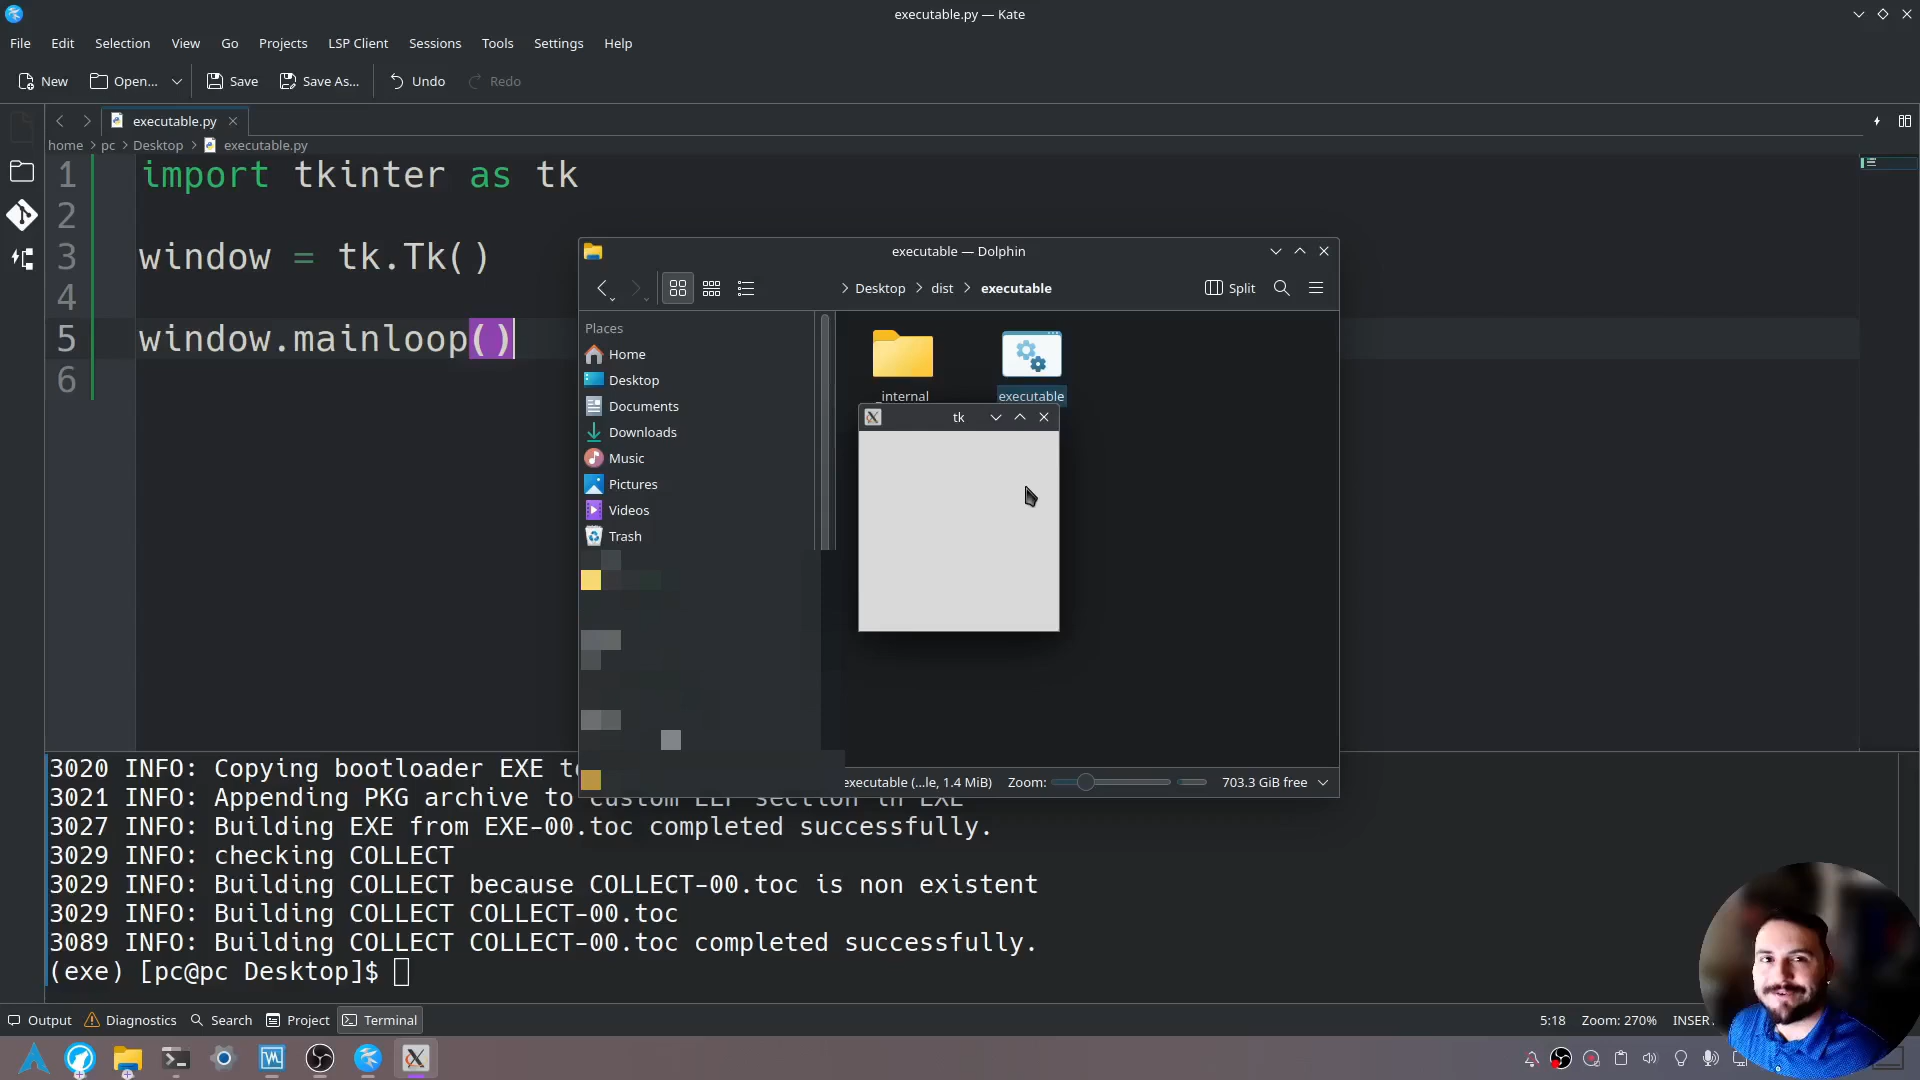 executable.py — Kate
File Edit Selection View Go Projects LSP Client Sessions Tools Settings Help
New Open... Save Save As... Undo Redo
executable.py
home > pc > Desktop > executable.py
1 import tkinter as tk
2
3 window = tk.Tk()
4
5 window.mainloop()
6
executable — Dolphin
> Desktop > dist > executable
Split
Places
Home
Desktop
Documents
Downloads
Music
Pictures
Videos
Trash
_internal
executable
tk
executable (...le, 1.4 MiB) Zoom: 703.3 GiB free
3020 INFO: Copying bootloader EXE
3021 INFO: Appending PKG archive to custom ELF section in EXE
3027 INFO: Building EXE from EXE-00.toc completed successfully.
3029 INFO: checking COLLECT
3029 INFO: Building COLLECT because COLLECT-00.toc is non existent
3029 INFO: Building COLLECT COLLECT-00.toc
3089 INFO: Building COLLECT COLLECT-00.toc completed successfully.
(exe) [pc@pc Desktop]$
Output Diagnostics Search Project Terminal
5:18 Zoom: 270% INSER